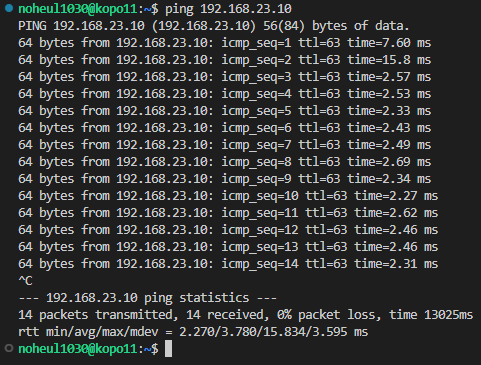 noheul1030@kopo11:~$ ping 192.168.23.10
PING 192.168.23.10 (192.168.23.10) 56(84) bytes of data.
64 bytes from 192.168.23.10: icmp_seq=1 ttl=63 time=7.60 ms
64 bytes from 192.168.23.10: icmp_seq=2 ttl=63 time=15.8 ms
64 bytes from 192.168.23.10: icmp_seq=3 ttl=63 time=2.57 ms
64 bytes from 192.168.23.10: icmp_seq=4 ttl=63 time=2.53 ms
64 bytes from 192.168.23.10: icmp_seq=5 ttl=63 time=2.33 ms
64 bytes from 192.168.23.10: icmp_seq=6 ttl=63 time=2.43 ms
64 bytes from 192.168.23.10: icmp_seq=7 ttl=63 time=2.49 ms
64 bytes from 192.168.23.10: icmp_seq=8 ttl=63 time=2.69 ms
64 bytes from 192.168.23.10: icmp_seq=9 ttl=63 time=2.34 ms
64 bytes from 192.168.23.10: icmp_seq=10 ttl=63 time=2.27 ms
64 bytes from 192.168.23.10: icmp_seq=11 ttl=63 time=2.62 ms
64 bytes from 192.168.23.10: icmp_seq=12 ttl=63 time=2.46 ms
64 bytes from 192.168.23.10: icmp_seq=13 ttl=63 time=2.46 ms
64 bytes from 192.168.23.10: icmp_seq=14 ttl=63 time=2.31 ms
^C
--- 192.168.23.10 ping statistics ---
14 packets transmitted, 14 received, 0% packet loss, time 13025ms
rtt min/avg/max/mdev = 2.270/3.780/15.834/3.595 ms
noheul1030@kopo11:~$